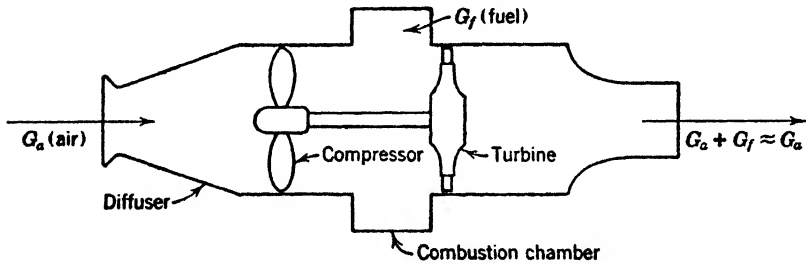 G_f (fuel)
G_a (air)
Compressor
Turbine
G_a + G_f ≈ G_a
Diffuser
Combustion chamber